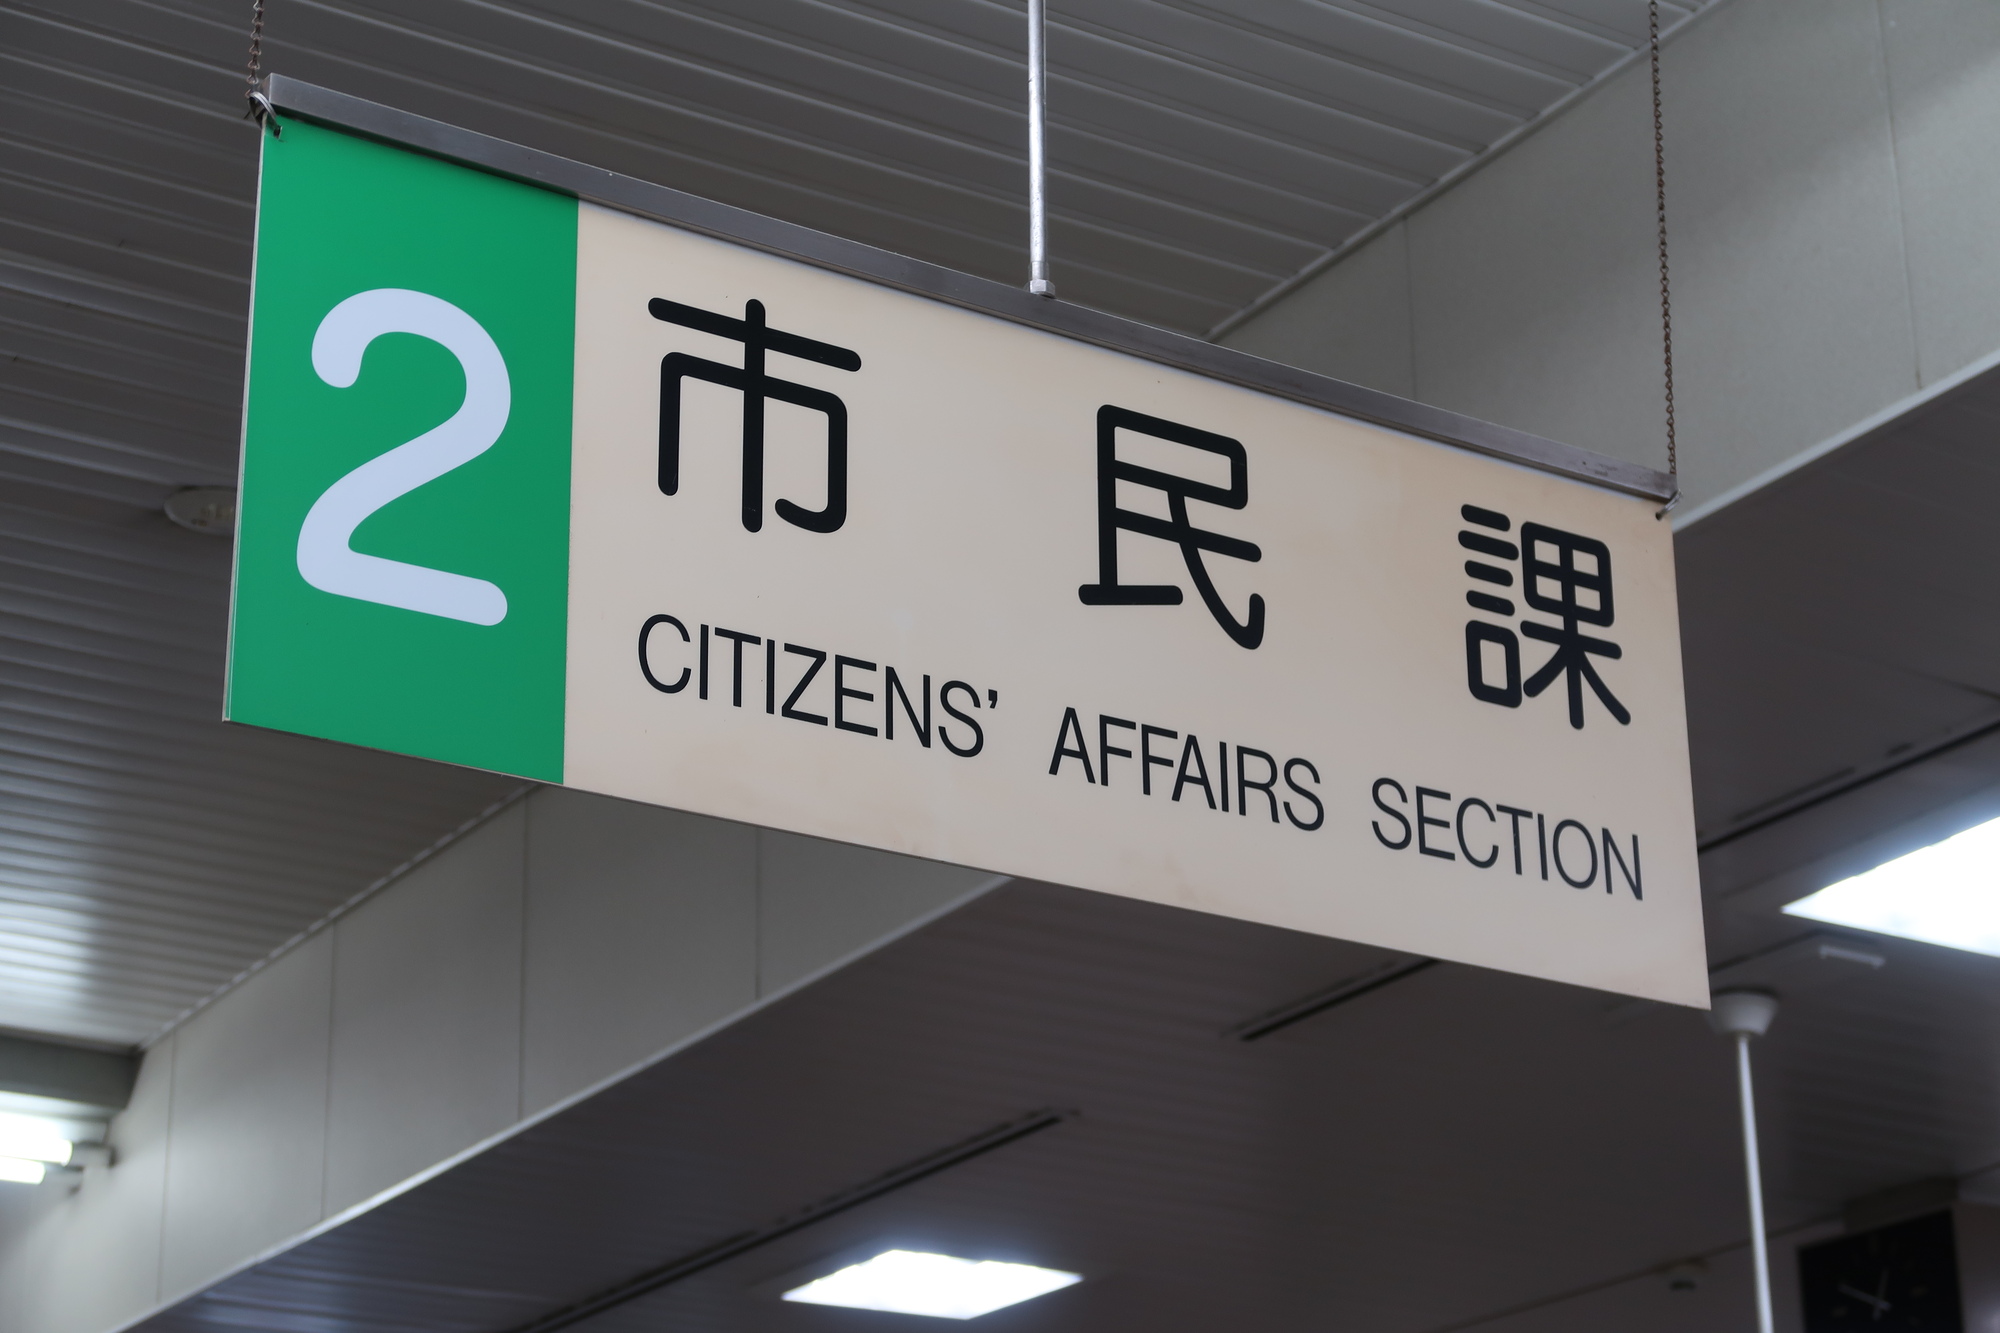 2
市民課
CITIZENS' AFFAIRS SECTION